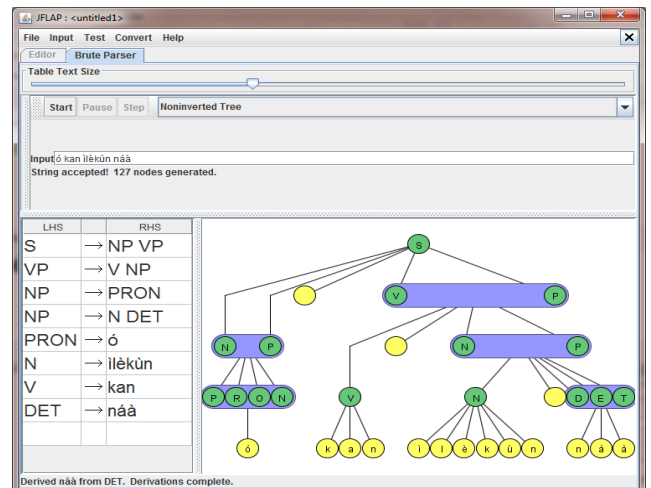 JFLAP : <untitled1>
File Input Test Convert Help
Editor Brute Parser
Table Text Size
Start Pause Step Noninverted Tree
Input ó kan ìlèkùn náà
String accepted! 127 nodes generated.
LHS RHS
S → NP VP
VP → V NP
NP → PRON
NP → N DET
PRON → ó
N → ìlèkùn
V → kan
DET → náà
S
V P
N P N P
P R O N V N D E T
ó k a n ì l è k ù n n á à
Derived náà from DET. Derivations complete.